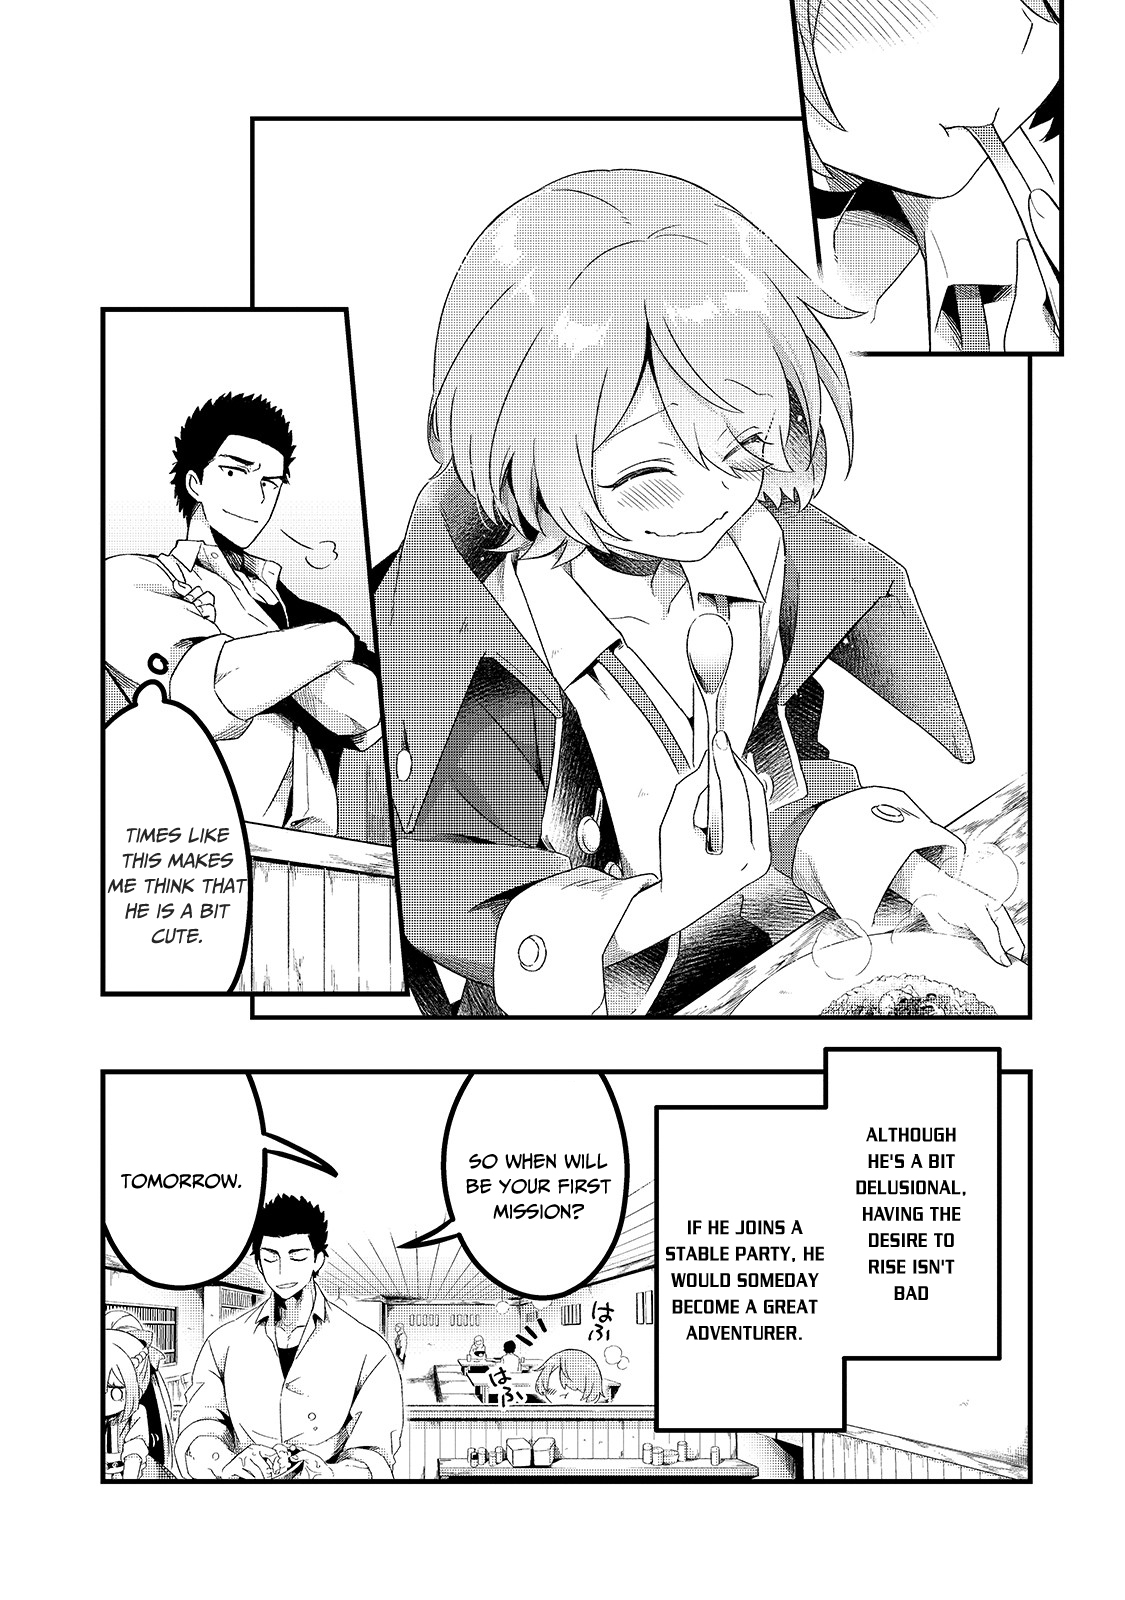 TIMES LIKE
THIS MAKES
ME THINK THAT
HE IS A BIT
CUTE.
ALTHOUGH
HE'S A BIT
DELUSIONAL,
HAVING THE
DESIRE TO
RISE ISN'T
BAD
IF HE JOINS A
STABLE PARTY, HE
WOULD SOMEDAY
BECOME A GREAT
ADVENTURER.
SO WHEN WILL
BE YOUR FIRST
MISSION?
はふ
はふ
TOMORROW.